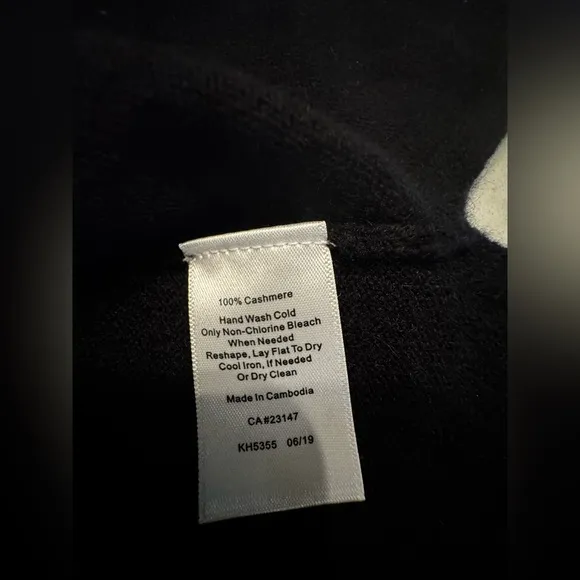 100% Cashmere
Hand Wash Cold
Only Non-Chlorine Bleach
When Needed
Reshape, Lay Flat To Dry
Cool Iron, If Needed
Or Dry Clean
Made In Cambodia
CA#23147
KH5355 06/19